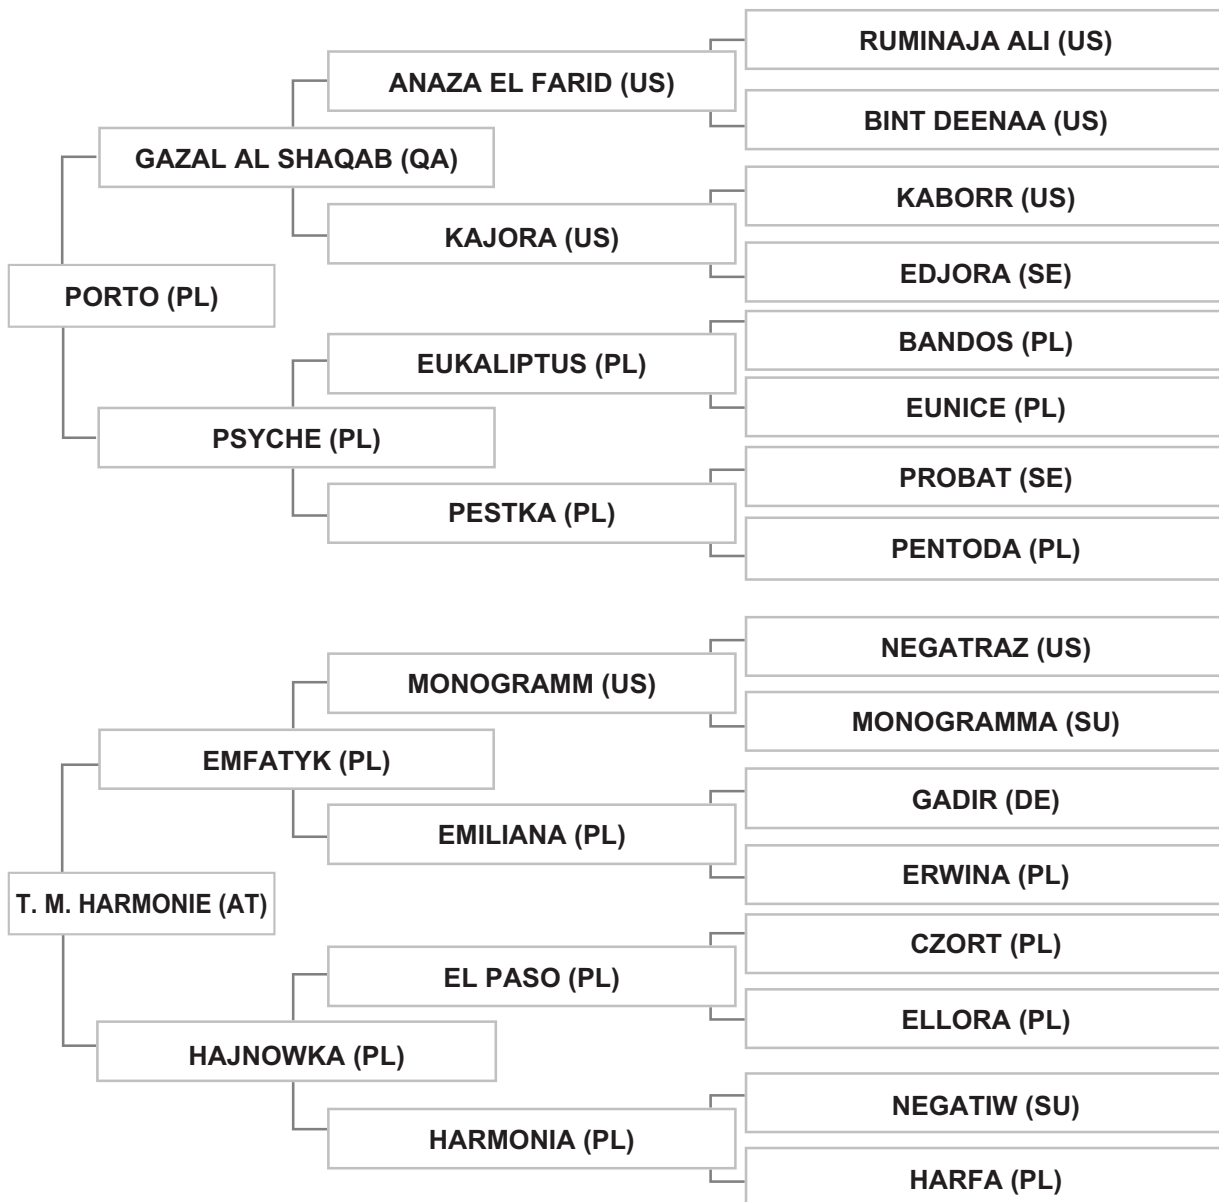 RUMINAJA ALI (US)
ANAZA EL FARID (US)
BINT DEENAA (US)
GAZAL AL SHAQAB (QA)
KABORR (US)
KAJORA (US)
EDJORA (SE)
PORTO (PL)
BANDOS (PL)
EUKALIPTUS (PL)
EUNICE (PL)
PSYCHE (PL)
PROBAT (SE)
PESTKA (PL)
PENTODA (PL)
NEGATRAZ (US)
MONOGRAMM (US)
MONOGRAMMA (SU)
EMFATYK (PL)
GADIR (DE)
EMILIANA (PL)
ERWINA (PL)
T. M. HARMONIE (AT)
CZORT (PL)
EL PASO (PL)
ELLORA (PL)
HAJNOWKA (PL)
NEGATIW (SU)
HARMONIA (PL)
HARFA (PL)